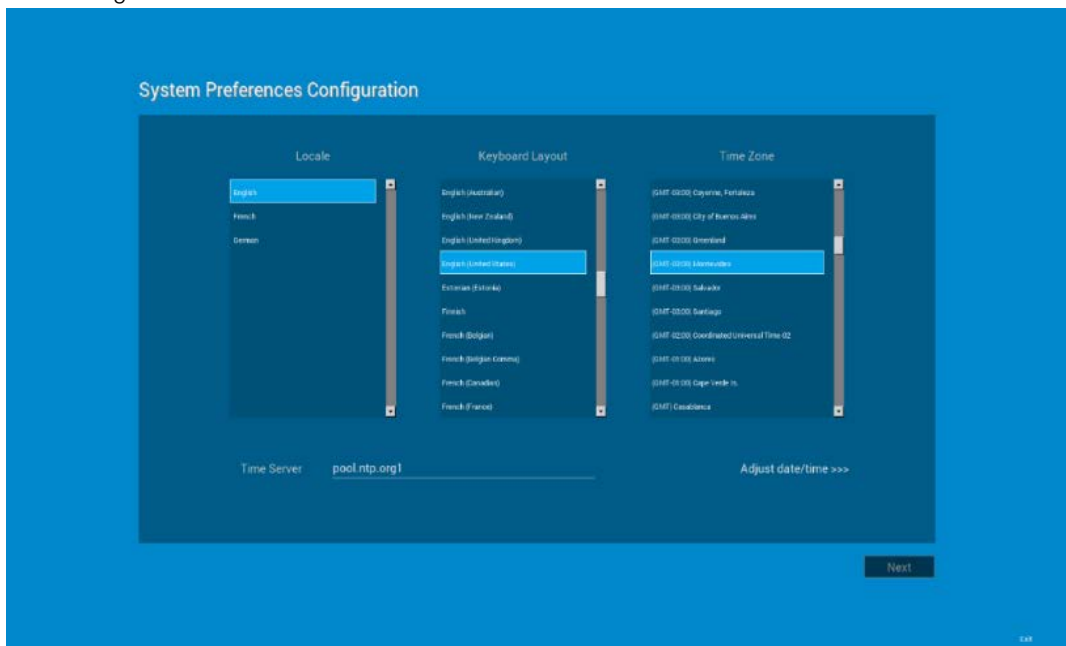 System Preferences Configuration
Locale
English
French
German
Keyboard Layout
English (Australian)
English (New Zealand)
English (United Kingdom)
English (United States)
Estonian (Estonia)
Finnish
French (Belgian)
French (Belgian Comma)
French (Canadian)
French (France)
Time Zone
(GMT-03:00) Cayenne, Fortaleza
(GMT-03:00) City of Buenos Aires
(GMT-03:00) Greenland
(GMT-03:00) Montevideo
(GMT-03:00) Salvador
(GMT-03:00) Santiago
(GMT-02:00) Coordinated Universal Time-02
(GMT-01:00) Azores
(GMT-01:00) Cape Verde Is.
(GMT) Casablanca
Time Server pool.ntp.org1
Adjust date/time >>>
Next
Exit